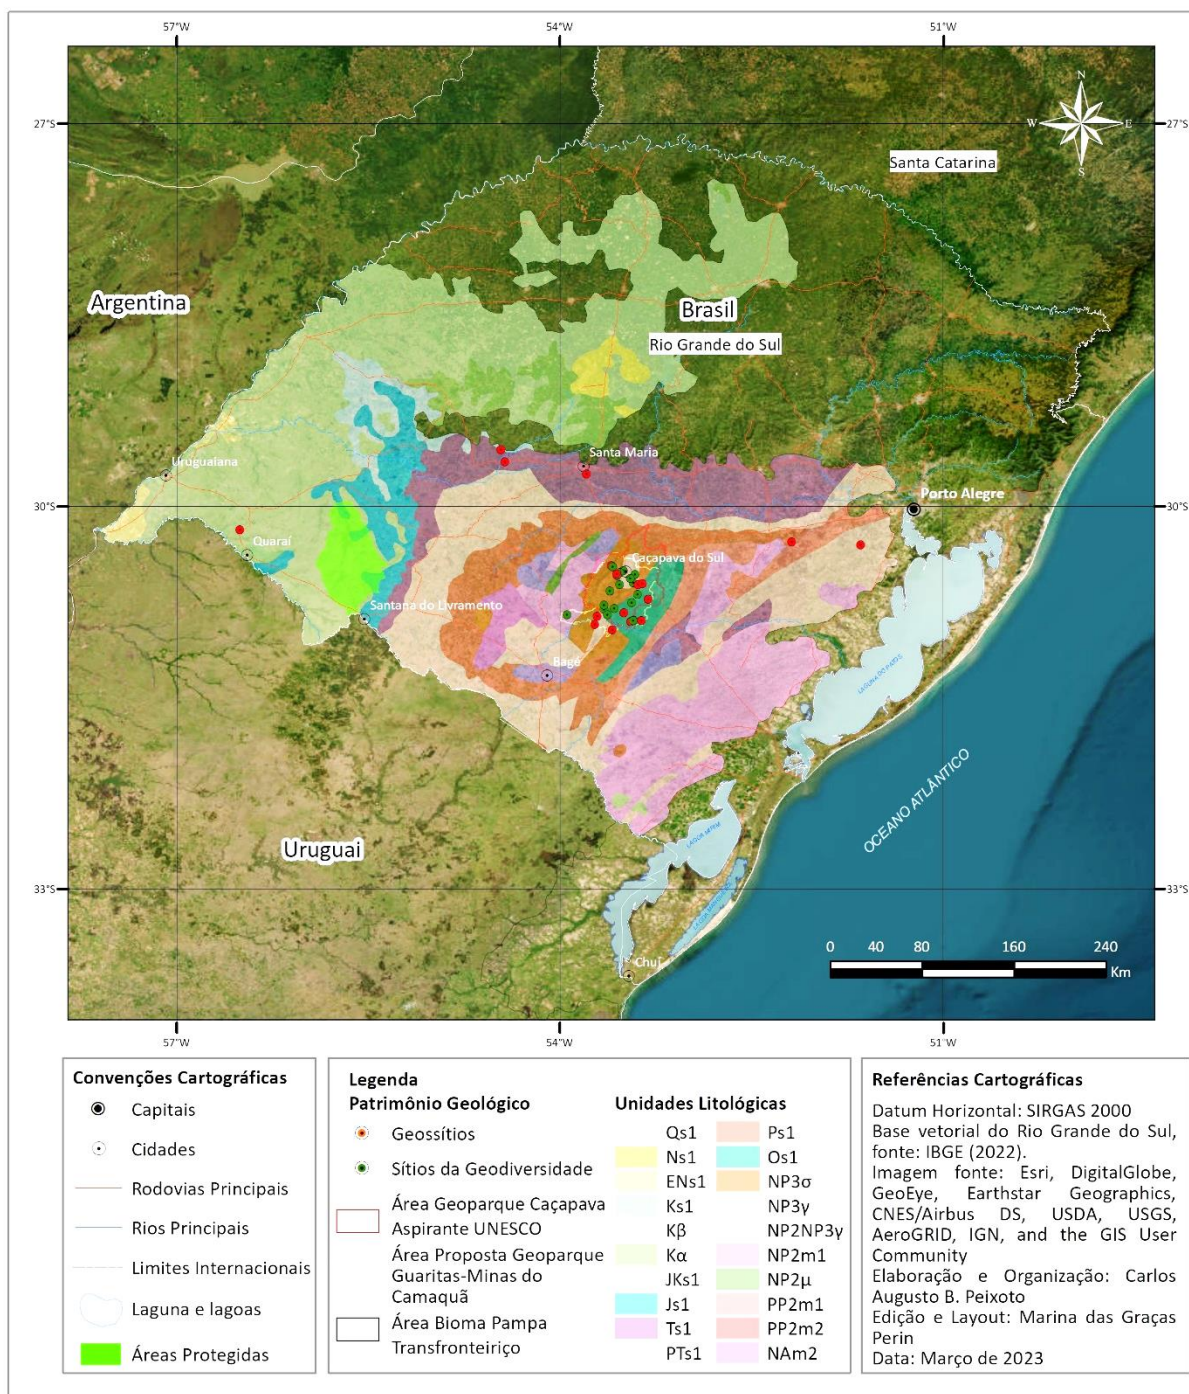 57°W
54°W
51°W
27°S
27°S
N
W
E
S
Santa Catarina
Argentina
Brasil
Rio Grande do Sul
Uruguaiana
Santa Maria
30°S
Porto Alegre
30°S
Quaraí
Caçapava do Sul
Santana do Livramento
Bagé
LAGUNA DO PATOS
OCEANO ATLÂNTICO
Uruguai
LAGOA MIRIM
33°S
33°S
LAGOA MANGUEIRA
Chuí
0 40 80 160 240
Km
57°W
54°W
51°W
Convenções Cartográficas
Capitais
Cidades
Rodovias Principais
Rios Principais
Limites Internacionais
Laguna e lagoas
Áreas Protegidas
Legenda
Patrimônio Geológico
Geossítios
Sítios da Geodiversidade
Área Geoparque Caçapava
Aspirante UNESCO
Área Proposta Geoparque
Guaritas-Minas do
Camaquã
Área Bioma Pampa
Transfronteiriço
Unidades Litológicas
Qs1
Ns1
ENs1
Ks1
Kβ
Kα
JKs1
Js1
Ts1
PTs1
Ps1
Os1
NP3σ
NP3γ
NP2NP3γ
NP2m1
NP2μ
PP2m1
PP2m2
NAm2
Referências Cartográficas
Datum Horizontal: SIRGAS 2000
Base vetorial do Rio Grande do Sul,
fonte: IBGE (2022).
Imagem fonte: Esri, DigitalGlobe,
GeoEye, Earthstar Geographics,
CNES/Airbus DS, USDA, USGS,
AeroGRID, IGN, and the GIS User
Community
Elaboração e Organização: Carlos
Augusto B. Peixoto
Edição e Layout: Marina das Graças
Perin
Data: Março de 2023